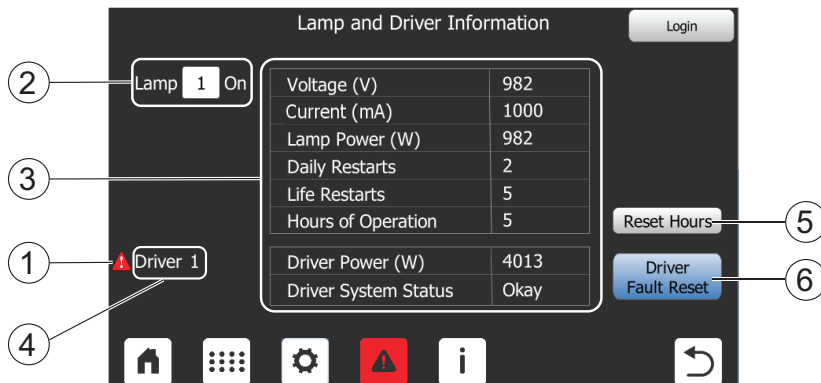 Lamp and Driver Information
Login
2
Lamp 1 On
Voltage (V) 982
Current (mA) 1000
Lamp Power (W) 982
3
Daily Restarts 2
Life Restarts 5
Hours of Operation 5
Reset Hours
5
1
Driver 1
Driver Power (W) 4013
Driver System Status Okay
Driver
Fault Reset
6
4
i